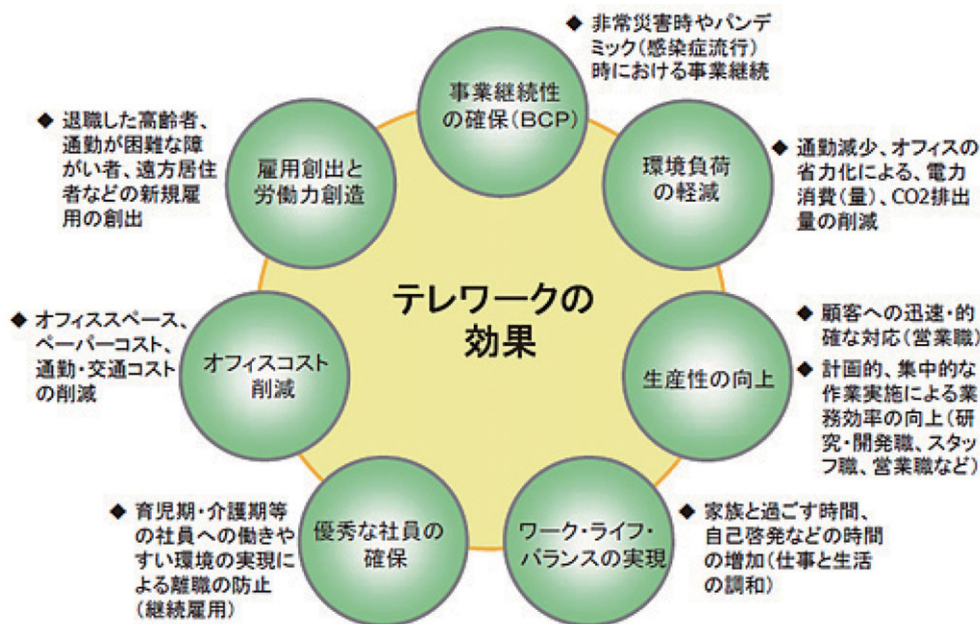 テレワークの
効果
事業継続性
の確保(BCP)
◆ 非常災害時やパンデ
ミック(感染症流行)
時における事業継続
環境負荷
の軽減
◆ 通勤減少、オフィスの
省力化による、電力
消費(量)、CO2排出
量の削減
生産性の向上
◆ 顧客への迅速・的
確な対応(営業職)
◆ 計画的、集中的な
作業実施による業
務効率の向上(研
究・開発職、スタッ
フ職、営業職など)
ワーク・ライフ・
バランスの実現
◆ 家族と過ごす時間、
自己啓発などの時間
の増加(仕事と生活
の調和)
優秀な社員の
確保
◆ 育児期・介護期等
の社員への働きや
すい環境の実現に
よる離職の防止
(継続雇用)
オフィスコスト
削減
◆ オフィススペース、
ペーパーコスト、
通勤・交通コスト
の削減
雇用創出と
労働力創造
◆ 退職した高齢者、
通勤が困難な障
がい者、遠方居住
者などの新規雇
用の創出